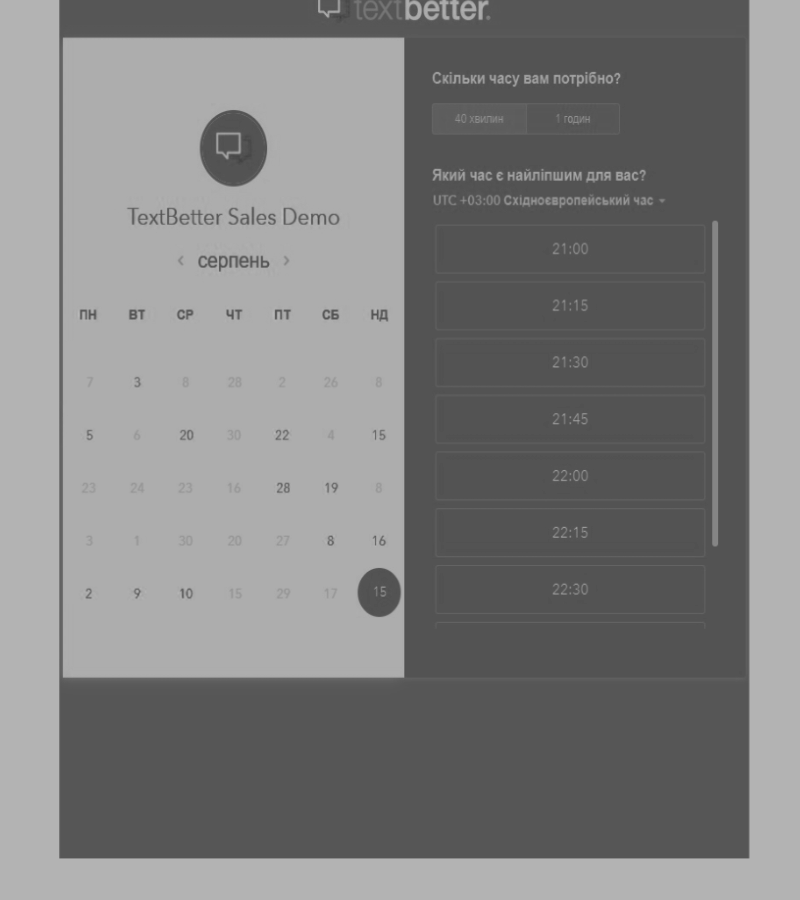 textbetter.
TextBetter Sales Demo
‹ серпень ›
ПН ВТ СР ЧТ ПТ СБ НД
7 3 8 28 2 26 8
5 6 20 30 22 4 15
23 24 23 16 28 19 8
3 1 30 20 27 8 16
2 9 10 15 29 17 15
Скільки часу вам потрібно?
40 хвилин 1 годин
Який час є найліпшим для вас?
UTC +03:00 Східноєвропейський час
21:00
21:15
21:30
21:45
22:00
22:15
22:30